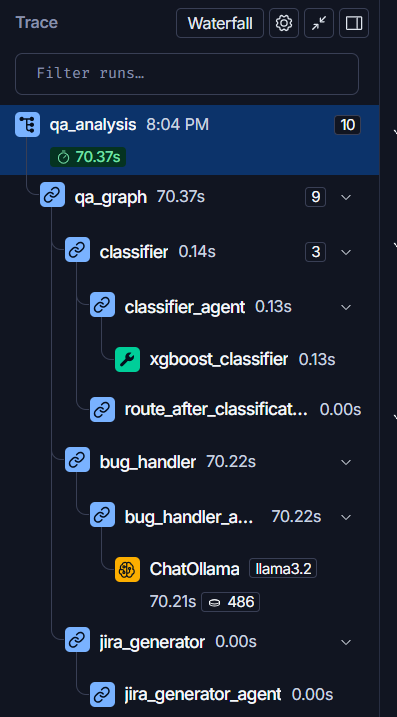 Trace Waterfall
Filter runs…
qa_analysis 8:04 PM 10
70.37s
qa_graph 70.37s 9
classifier 0.14s 3
classifier_agent 0.13s
xgboost_classifier 0.13s
route_after_classificat... 0.00s
bug_handler 70.22s
bug_handler_a... 70.22s
ChatOllama llama3.2
70.21s 486
jira_generator 0.00s
jira_generator_agent 0.00s